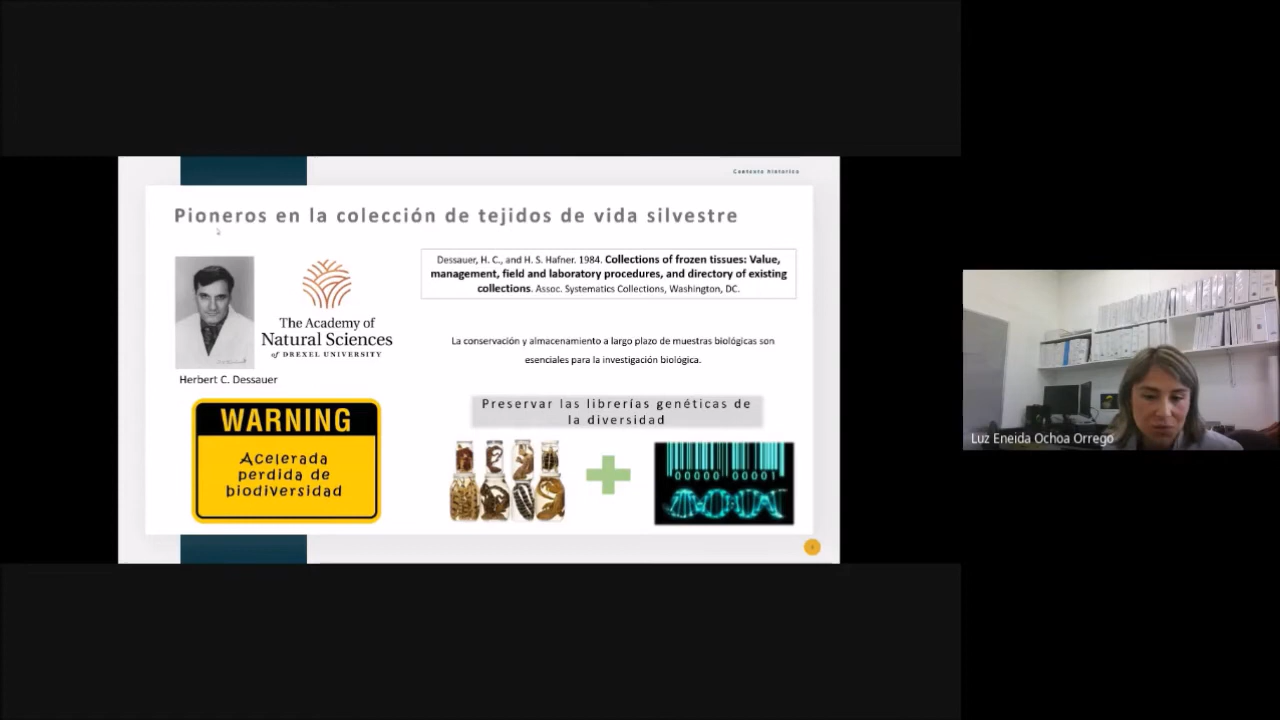 Contexto historico
Pioneros en la colección de tejidos de vida silvestre
Dessauer, H. C., and H. S. Hafner. 1984. Collections of frozen tissues: Value,
management, field and laboratory procedures, and directory of existing
collections. Assoc. Systematics Collections, Washington, DC.
The Academy of
Natural Sciences
of DREXEL UNIVERSITY
La conservación y almacenamiento a largo plazo de muestras biológicas son
esenciales para la investigación biológica.
Herbert C. Dessauer
WARNING
Acelerada
perdida de
biodiversidad
Preservar las librerías genéticas de
la diversidad
00000 00001
Luz Eneida Ochoa Orrego